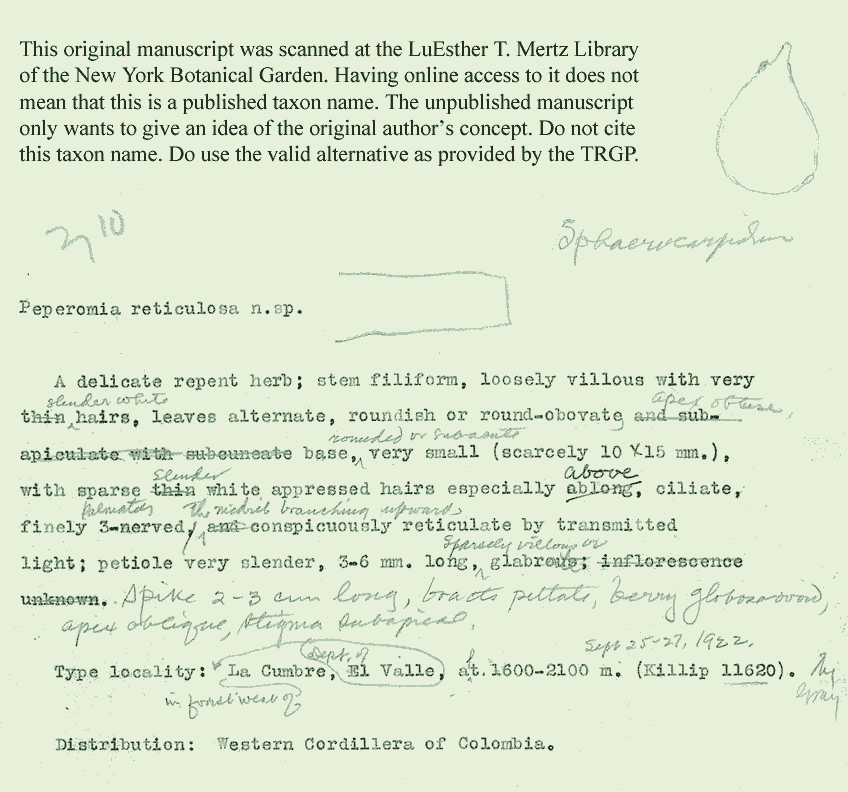 This original manuscript was scanned at the LuEsther T. Mertz Library
of the New York Botanical Garden. Having online access to it does not
mean that this is a published taxon name. The unpublished manuscript
only wants to give an idea of the original author's concept. Do not cite
this taxon name. Do use the valid alternative as provided by the TRGP.
10
Sphaerocarpidium
Peperomia reticulosa n.sp.
A delicate repent herb; stem filiform, loosely villous with very
slender white apex obtuse,
thin hairs, leaves alternate, roundish or round-obovate and sub-
rounded or subacute
apiculate with subcuneate base, very small (scarcely 10 X 15 mm.),
slender above
with sparse thin white appressed hairs especially ablong, ciliate,
palmately the midrib branching upward
finely 3-nerved, and conspicuously reticulate by transmitted
sparsely villous or
light; petiole very slender, 3-6 mm. long, glabrous; inflorescence
unknown. Spike 2-3 cm long, bracts peltate, berry globose-ovoid,
apex oblique, stigma subapical.
Sept 25-27, 1922.
Dept. of
Type locality: La Cumbre, El Valle, at. 1600-2100 m. (Killip 11620). Ny
Gray
in forest west of
Distribution: Western Cordillera of Colombia.